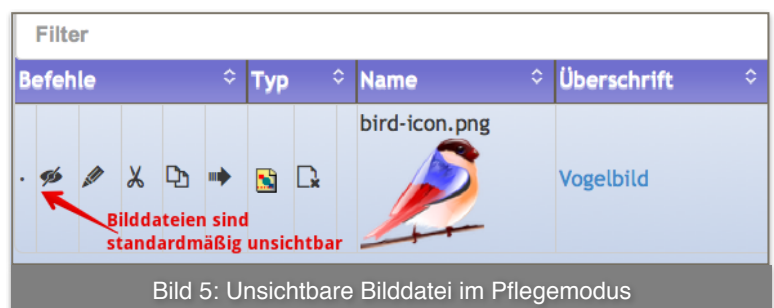 Filter
Befehle Typ Name Überschrift
bird-icon.png
Vogelbild
Bilddateien sind
standardmäßig unsichtbar
Bild 5: Unsichtbare Bilddatei im Pflegemodus